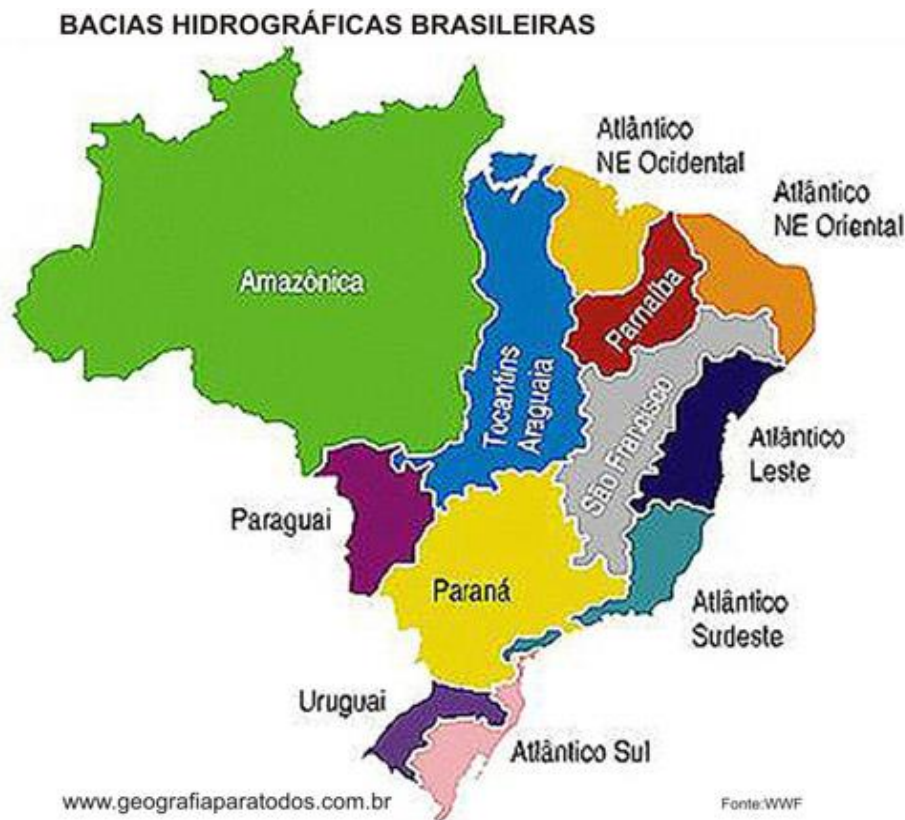 BACIAS HIDROGRÁFICAS BRASILEIRAS
Atlântico
NE Ocidental
Atlântico
NE Oriental
Amazônica
Parnaíba
Tocantins
Araguaia
São Francisco
Atlântico
Leste
Paraguai
Paraná
Atlântico
Sudeste
Uruguai
Atlântico Sul
www.geografiaparatodos.com.br
Fonte:WWF